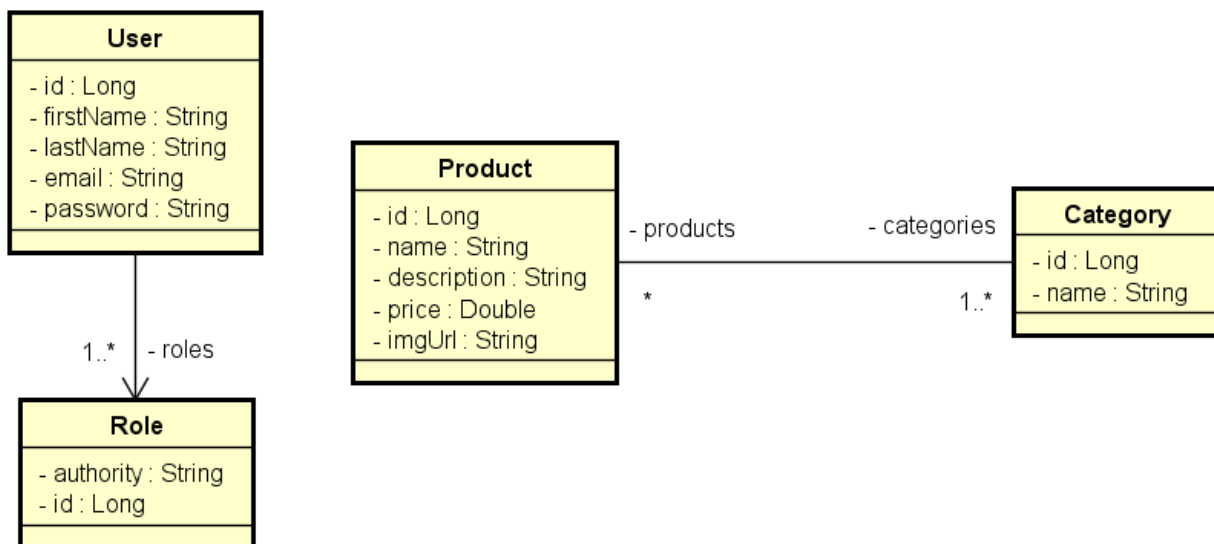 User
- id : Long
- firstName : String
- lastName : String
- email : String
- password : String
1..*
- roles
Role
- authority : String
- id : Long
Product
- id : Long
- name : String
- description : String
- price : Double
- imgUrl : String
- products
*
- categories
1..*
Category
- id : Long
- name : String